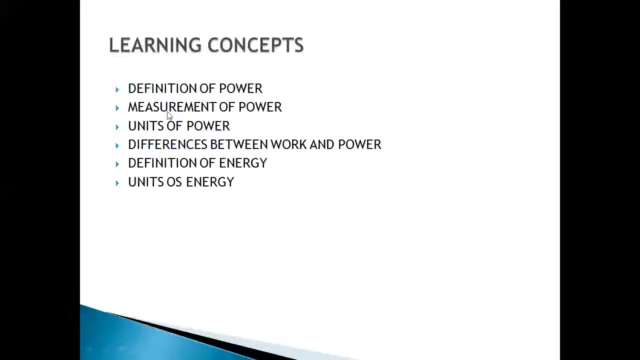 LEARNING CONCEPTS
DEFINITION OF POWER
MEASUREMENT OF POWER
UNITS OF POWER
DIFFERENCES BETWEEN WORK AND POWER
DEFINITION OF ENERGY
UNITS OS ENERGY